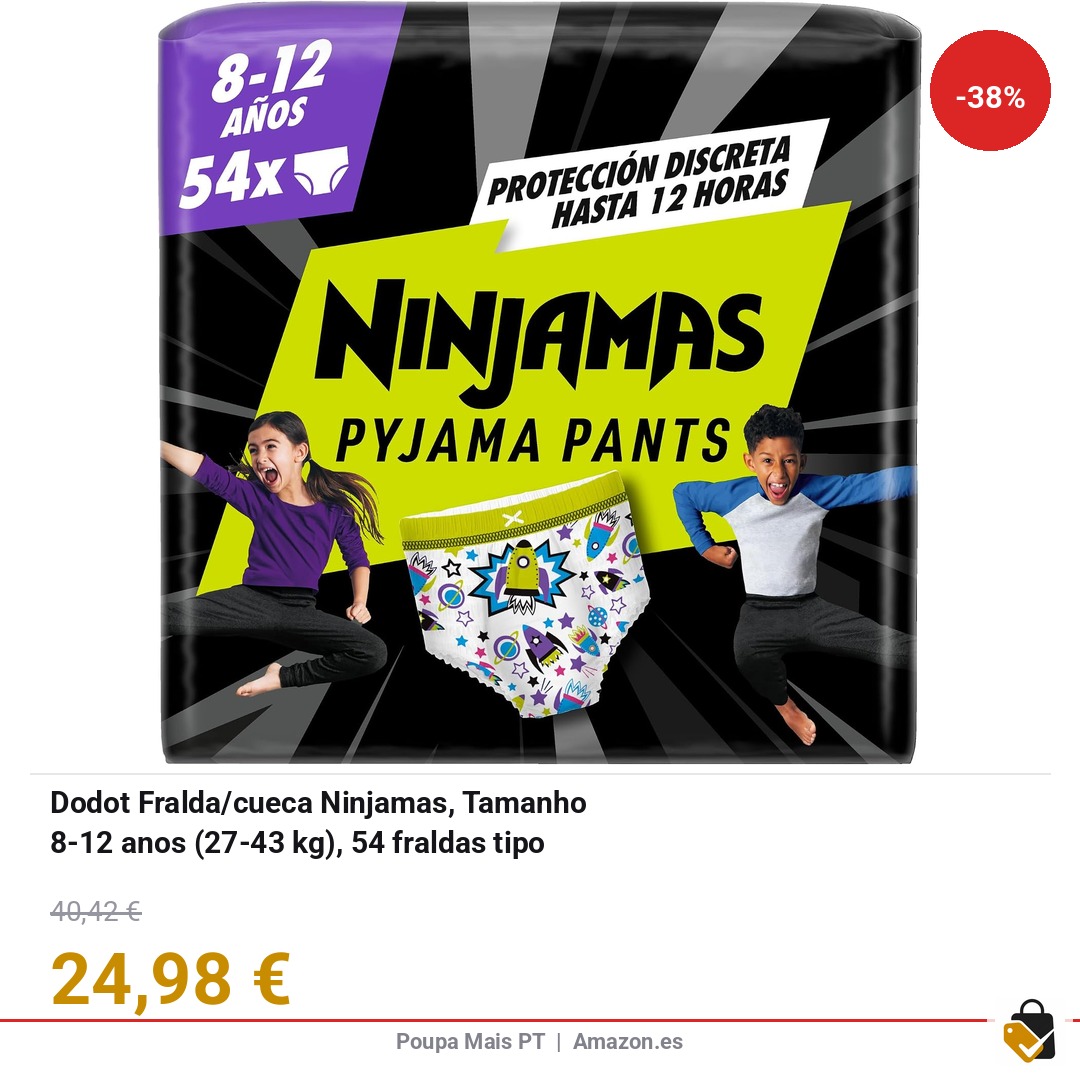 8-12
AÑOS
54x
-38%
PROTECCIÓN DISCRETA
HASTA 12 HORAS
NINJAMAS
PYJAMA PANTS
Dodot Fralda/cueca Ninjamas, Tamanho
8-12 anos (27-43 kg), 54 fraldas tipo
40,42 €
24,98 €
Poupa Mais PT | Amazon.es